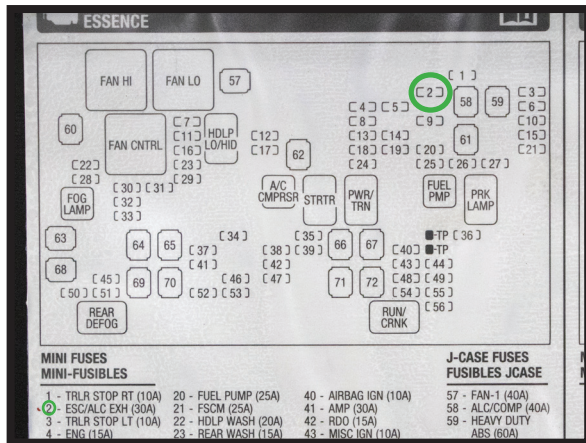 ESSENCE
FAN HI FAN LO 57
1
2 58 59 3
4 5 6
60 7 8 9 10
FAN CNTRL 11 HDLP LO/HID 12 13 14 61 15
16 17 62 18 19 20 21
22 23 24 25 26 27
28 29
FOG LAMP 30 31 A/C CMPRSR STRTR PWR/TRN FUEL PMP PRK LAMP
32
33
63 64 65 34 35 66 67 TP 36
37 38 39 40 TP
68 41 42 43 44
45 69 70 46 47 71 72 48 49
50 51 52 53 54 55
REAR DEFOG RUN/CRNK 56
MINI FUSES
MINI-FUSIBLES
1 - TRLR STOP RT (10A)
2 - ESC/ALC EXH (30A)
3 - TRLR STOP LT (10A)
4 - ENG (15A)
20 - FUEL PUMP (25A)
21 - FSCM (25A)
22 - HDLP WASH (20A)
23 - REAR WASH (15A)
40 - AIRBAG IGN (10A)
41 - AMP (30A)
42 - RDO (15A)
43 - MISC IGN (10A)
J-CASE FUSES
FUSIBLES JCASE
57 - FAN-1 (40A)
58 - ALC/COMP (40A)
59 - HEAVY DUTY
ABS (60A)